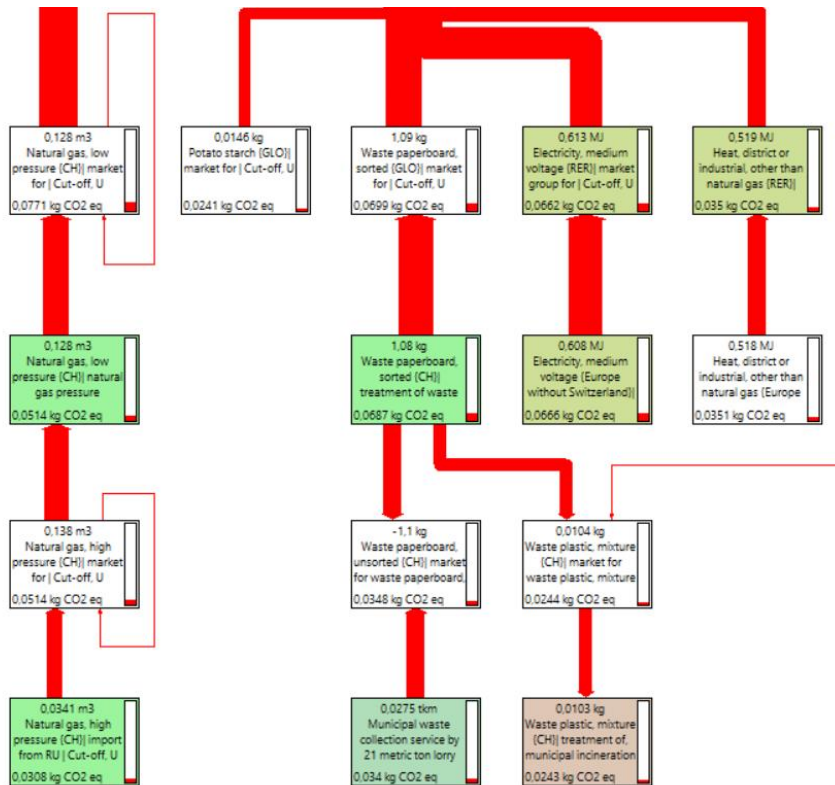 0,128 m3
Natural gas, low
pressure {CH}| market
for | Cut-off, U
0,0771 kg CO2 eq
0,0146 kg
Potato starch {GLO}|
market for | Cut-off, U
0,0241 kg CO2 eq
1,09 kg
Waste paperboard,
sorted {GLO}| market
for | Cut-off, U
0,0699 kg CO2 eq
0,613 MJ
Electricity, medium
voltage {RER}| market
group for | Cut-off, U
0,0662 kg CO2 eq
0,519 MJ
Heat, district or
industrial, other than
natural gas {RER}|
0,035 kg CO2 eq
0,128 m3
Natural gas, low
pressure {CH}| natural
gas pressure
0,0514 kg CO2 eq
1,08 kg
Waste paperboard,
sorted {CH}|
treatment of waste
0,0687 kg CO2 eq
0,608 MJ
Electricity, medium
voltage {Europe
without Switzerland}|
0,0666 kg CO2 eq
0,518 MJ
Heat, district or
industrial, other than
natural gas {Europe
0,0351 kg CO2 eq
0,138 m3
Natural gas, high
pressure {CH}| market
for | Cut-off, U
0,0514 kg CO2 eq
-1,1 kg
Waste paperboard,
unsorted {CH}| market
for waste paperboard,
0,0348 kg CO2 eq
0,0104 kg
Waste plastic, mixture
{CH}| market for
waste plastic, mixture
0,0244 kg CO2 eq
0,0341 m3
Natural gas, high
pressure {CH}| import
from RU | Cut-off, U
0,0308 kg CO2 eq
0,0275 tkm
Municipal waste
collection service by
21 metric ton lorry
0,034 kg CO2 eq
0,0103 kg
Waste plastic, mixture
{CH}| treatment of,
municipal incineration
0,0243 kg CO2 eq